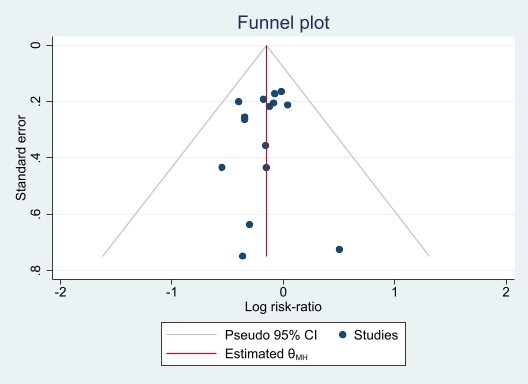 Funnel plot
0
.2
.4
.6
.8
Standard error
-2 -1 0 1 2
Log risk-ratio
Pseudo 95% CI Studies
Estimated θMH